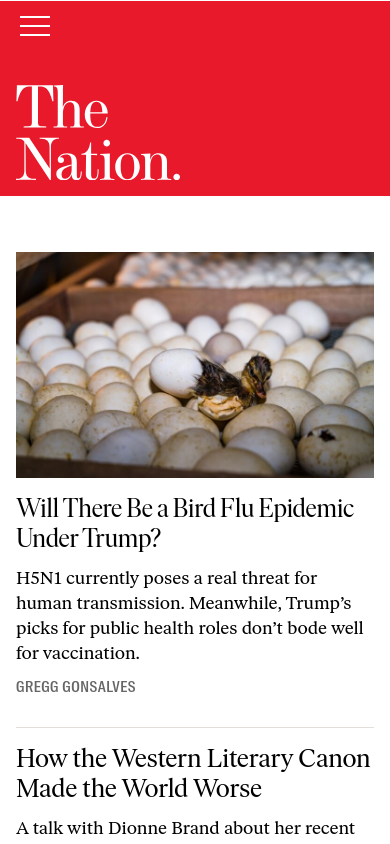 The
Nation.
Will There Be a Bird Flu Epidemic
Under Trump?
H5N1 currently poses a real threat for
human transmission. Meanwhile, Trump’s
picks for public health roles don’t bode well
for vaccination.
GREGG GONSALVES
How the Western Literary Canon
Made the World Worse
A talk with Dionne Brand about her recent